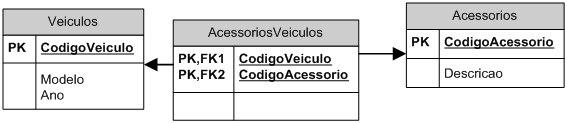 Veiculos
PK CodigoVeiculo
Modelo
Ano
AcessoriosVeiculos
PK,FK1 CodigoVeiculo
PK,FK2 CodigoAcessorio
Acessorios
PK CodigoAcessorio
Descricao